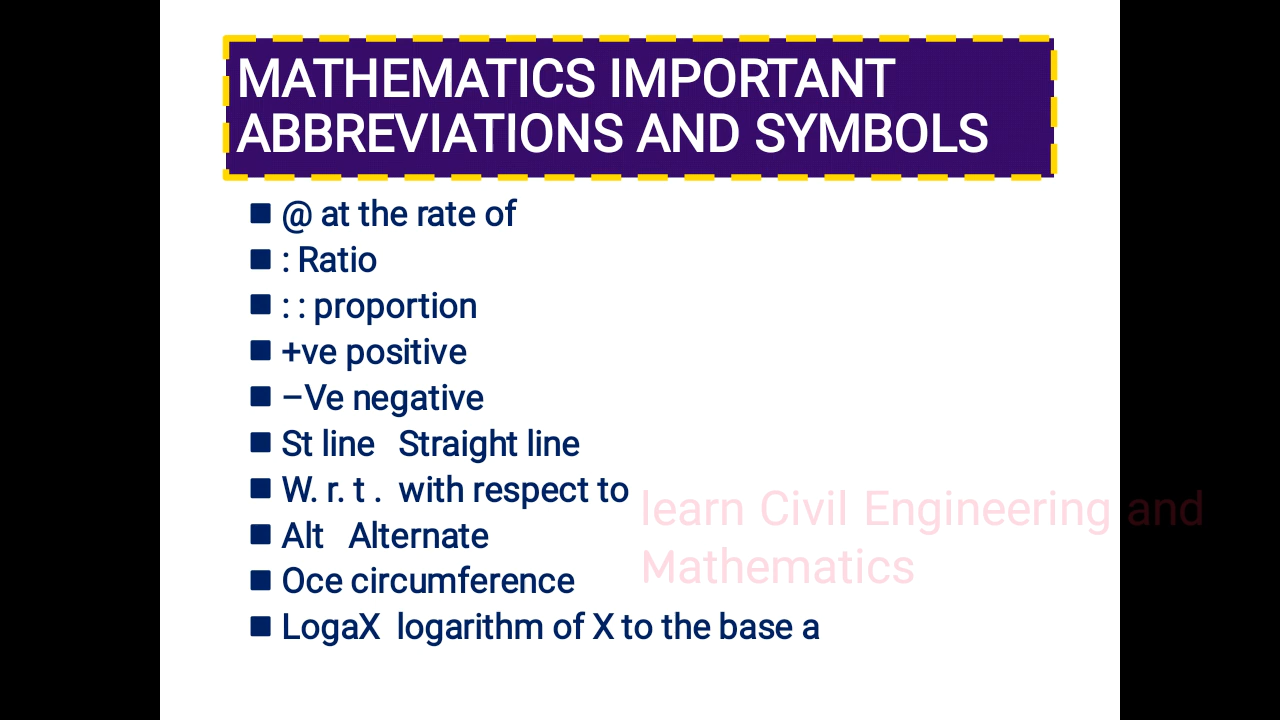 MATHEMATICS IMPORTANT
ABBREVIATIONS AND SYMBOLS
@ at the rate of
: Ratio
: : proportion
+ve positive
–Ve negative
St line   Straight line
W. r. t .  with respect to
Alt   Alternate
Oce circumference
LogaX  logarithm of X to the base a
learn Civil Engineering and
Mathematics